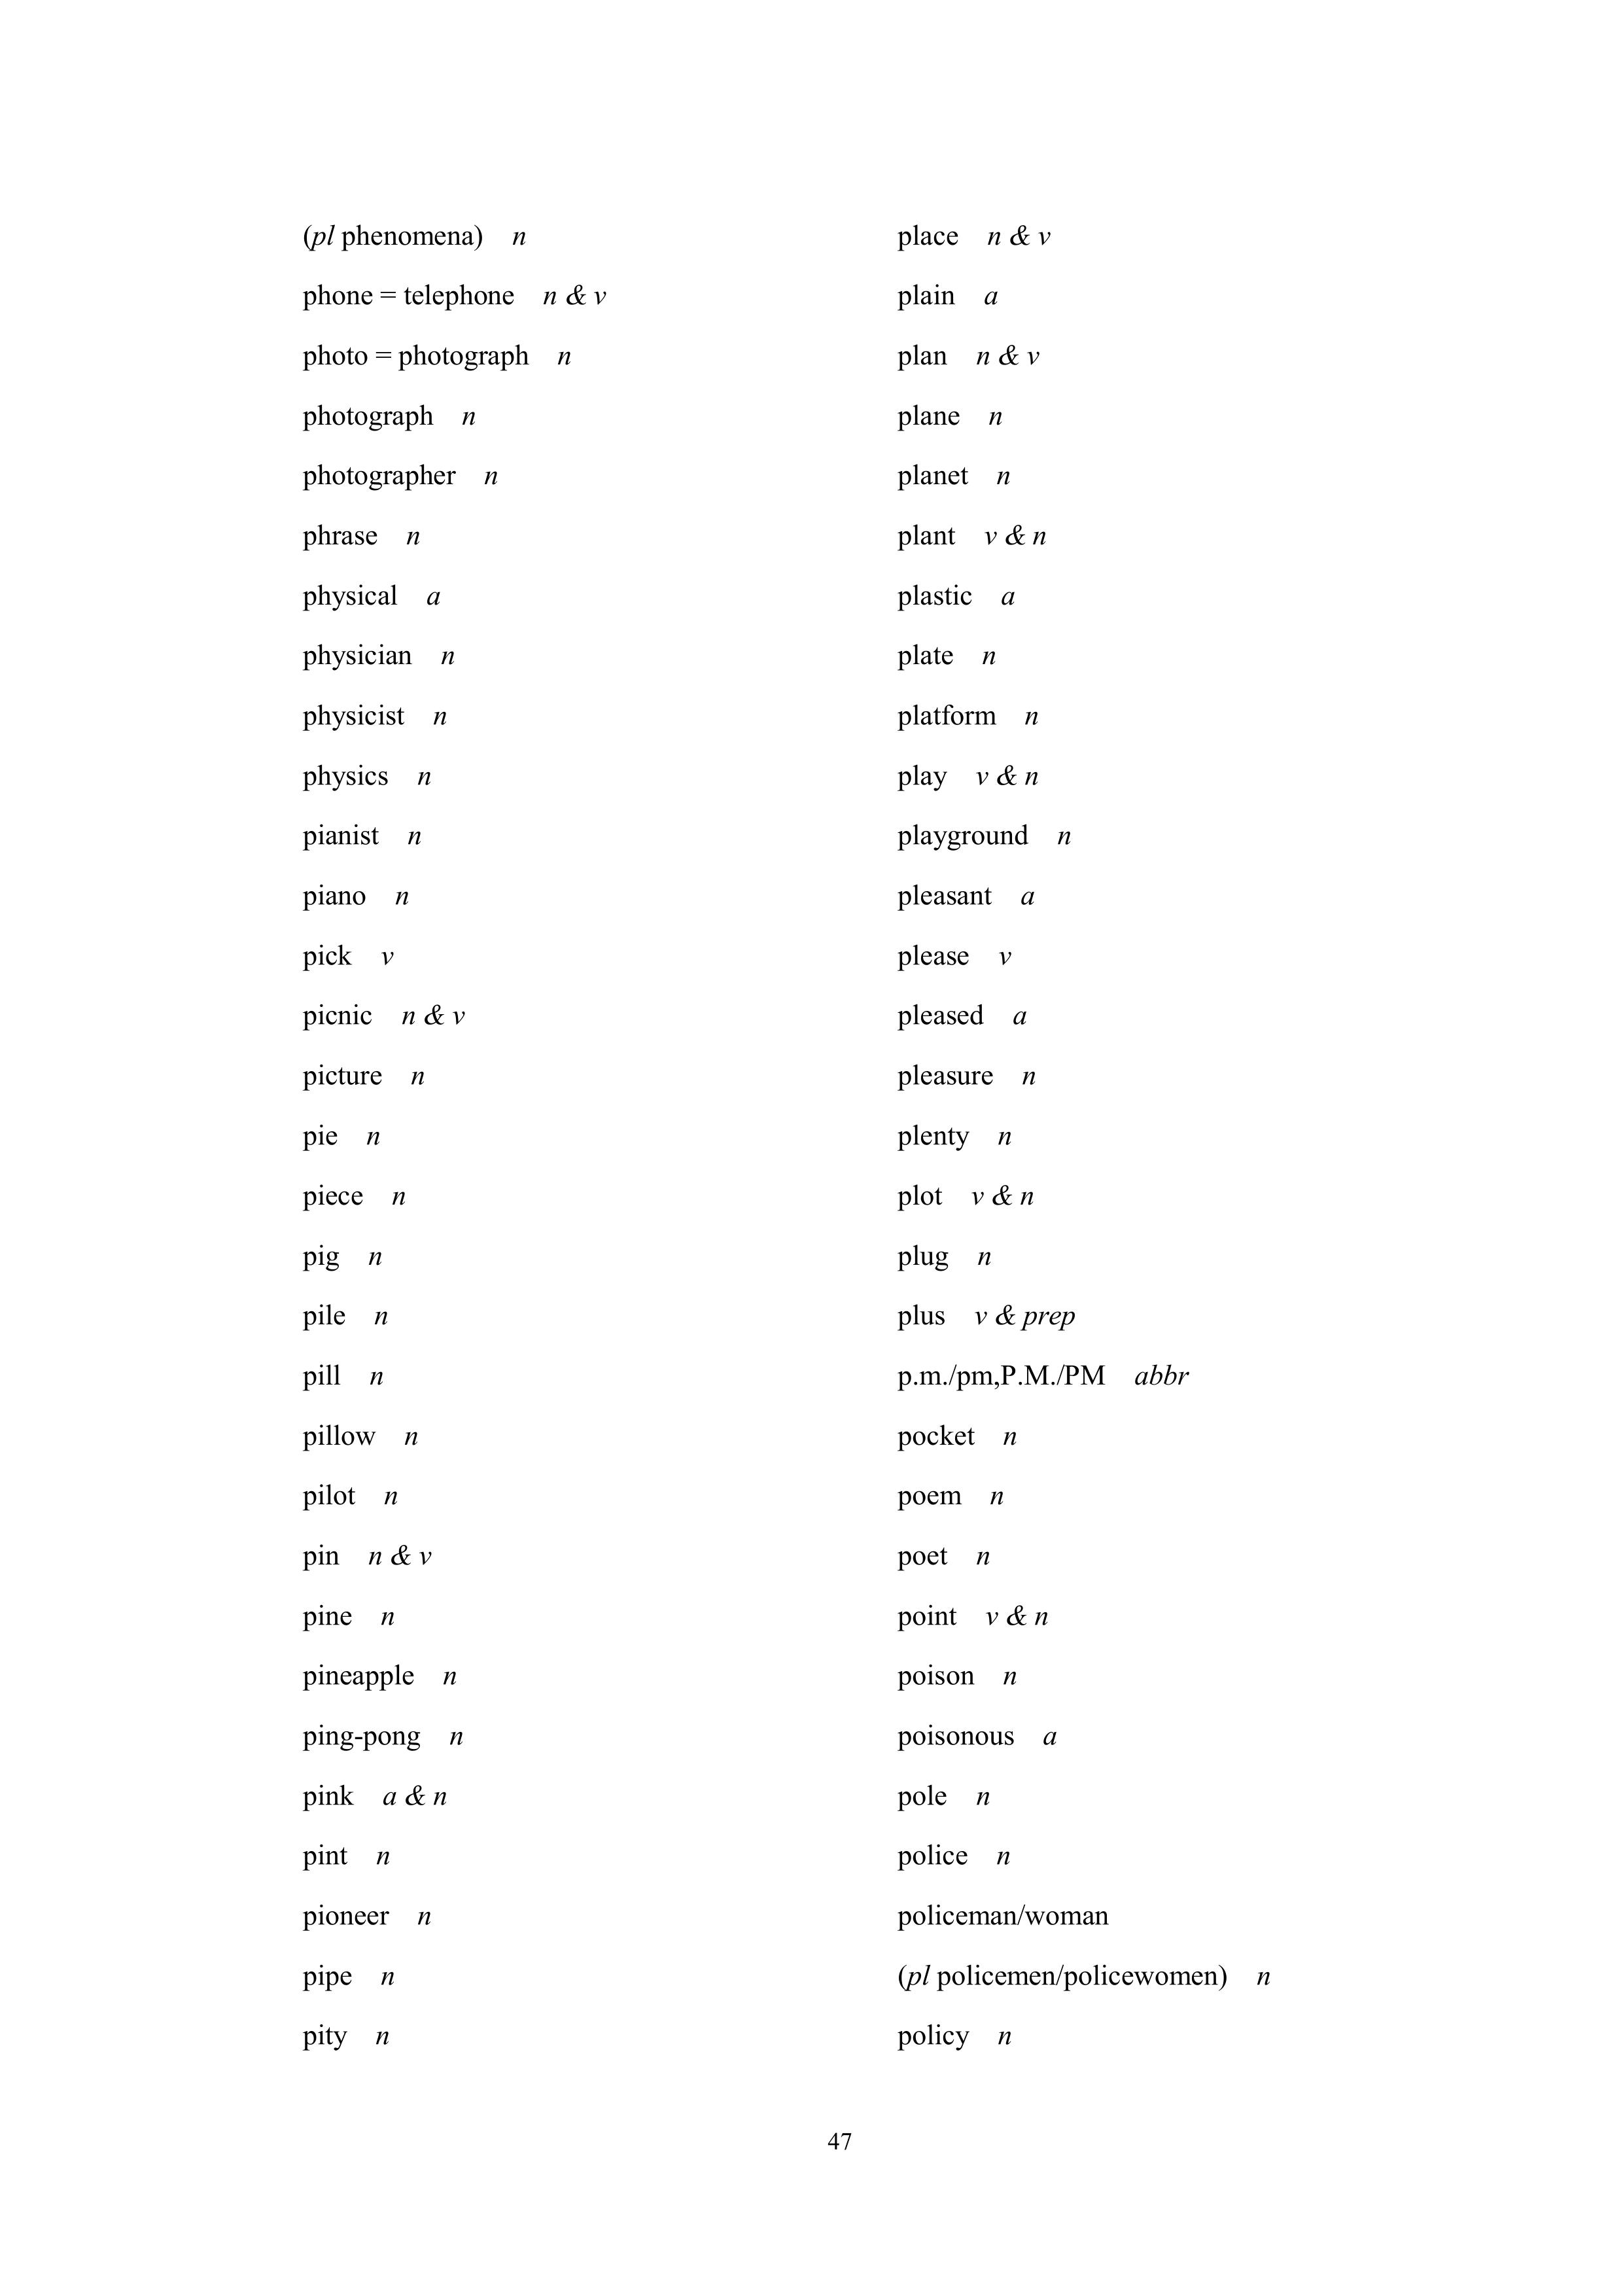 (pl phenomena) n
phone = telephone n & v
photo = photograph n
photograph n
photographer n
phrase n
physical a
physician n
physicist n
physics n
pianist n
piano n
pick v
picnic n & v
picture n
pie n
piece n
pig n
pile n
pill n
pillow n
pilot n
pin n & v
pine n
pineapple n
ping-pong n
pink a & n
pint n
pioneer n
pipe n
pity n
place n & v
plain a
plan n & v
plane n
planet n
plant v & n
plastic a
plate n
platform n
play v & n
playground n
pleasant a
please v
pleased a
pleasure n
plenty n
plot v & n
plug n
plus v & prep
p.m./pm,P.M./PM abbr
pocket n
poem n
poet n
point v & n
poison n
poisonous a
pole n
police n
policeman/woman
(pl policemen/policewomen) n
policy n
47